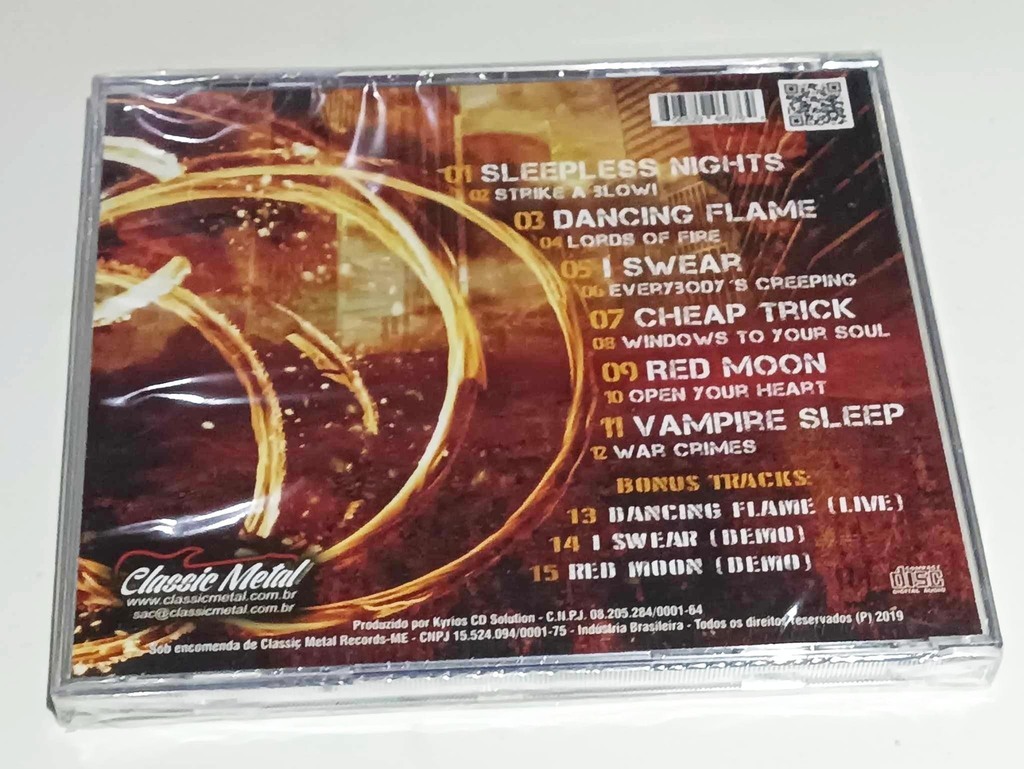 01 SLEEPLESS NIGHTS
02 STRIKE A BLOW!
03 DANCING FLAME
04 LORDS OF FIRE
05 I SWEAR
06 EVERYBODY'S CREEPING
07 CHEAP TRICK
08 WINDOWS TO YOUR SOUL
09 RED MOON
10 OPEN YOUR HEART
11 VAMPIRE SLEEP
12 WAR CRIMES
BONUS TRACKS:
13 DANCING FLAME (LIVE)
14 I SWEAR (DEMO)
15 RED MOON (DEMO)
Classic Metal
www.classicmetal.com.br
sac@classicmetal.com.br
COMPACT
disc
DIGITAL AUDIO
Produzido por Kyrios CD Solution - C.N.P.J. 08.205.284/0001-64
Sob encomenda de Classic Metal Records-ME - CNPJ 15.524.094/0001-75 - Indústria Brasileira - Todos os direitos reservados (P) 2019